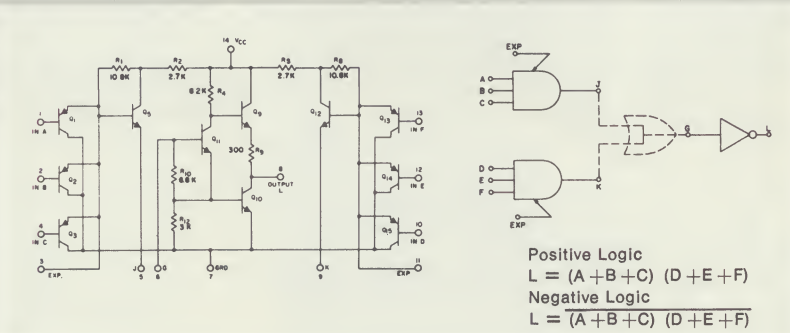 14 VCC
R1
10.8K
R2
2.7K
R5
2.7K
10.8K
6.2K R4
1
IN A
Q1
Q5
Q9
Q12
Q13
13
IN F
Q11
300 R9
2
IN B
Q2
R10
6.6K
8
OUTPUT
L
Q14
12
IN E
Q10
R12
3K
4
IN C
Q3
Q15
10
IN D
3
EXP.
J
5
G
6
GRD
7
K
9
11
EXP
EXP
A
B
C
J
G
L
D
E
F
K
EXP
Positive Logic
L = (A +B +C) (D +E +F)
Negative Logic
L = (A +B +C) (D +E +F)